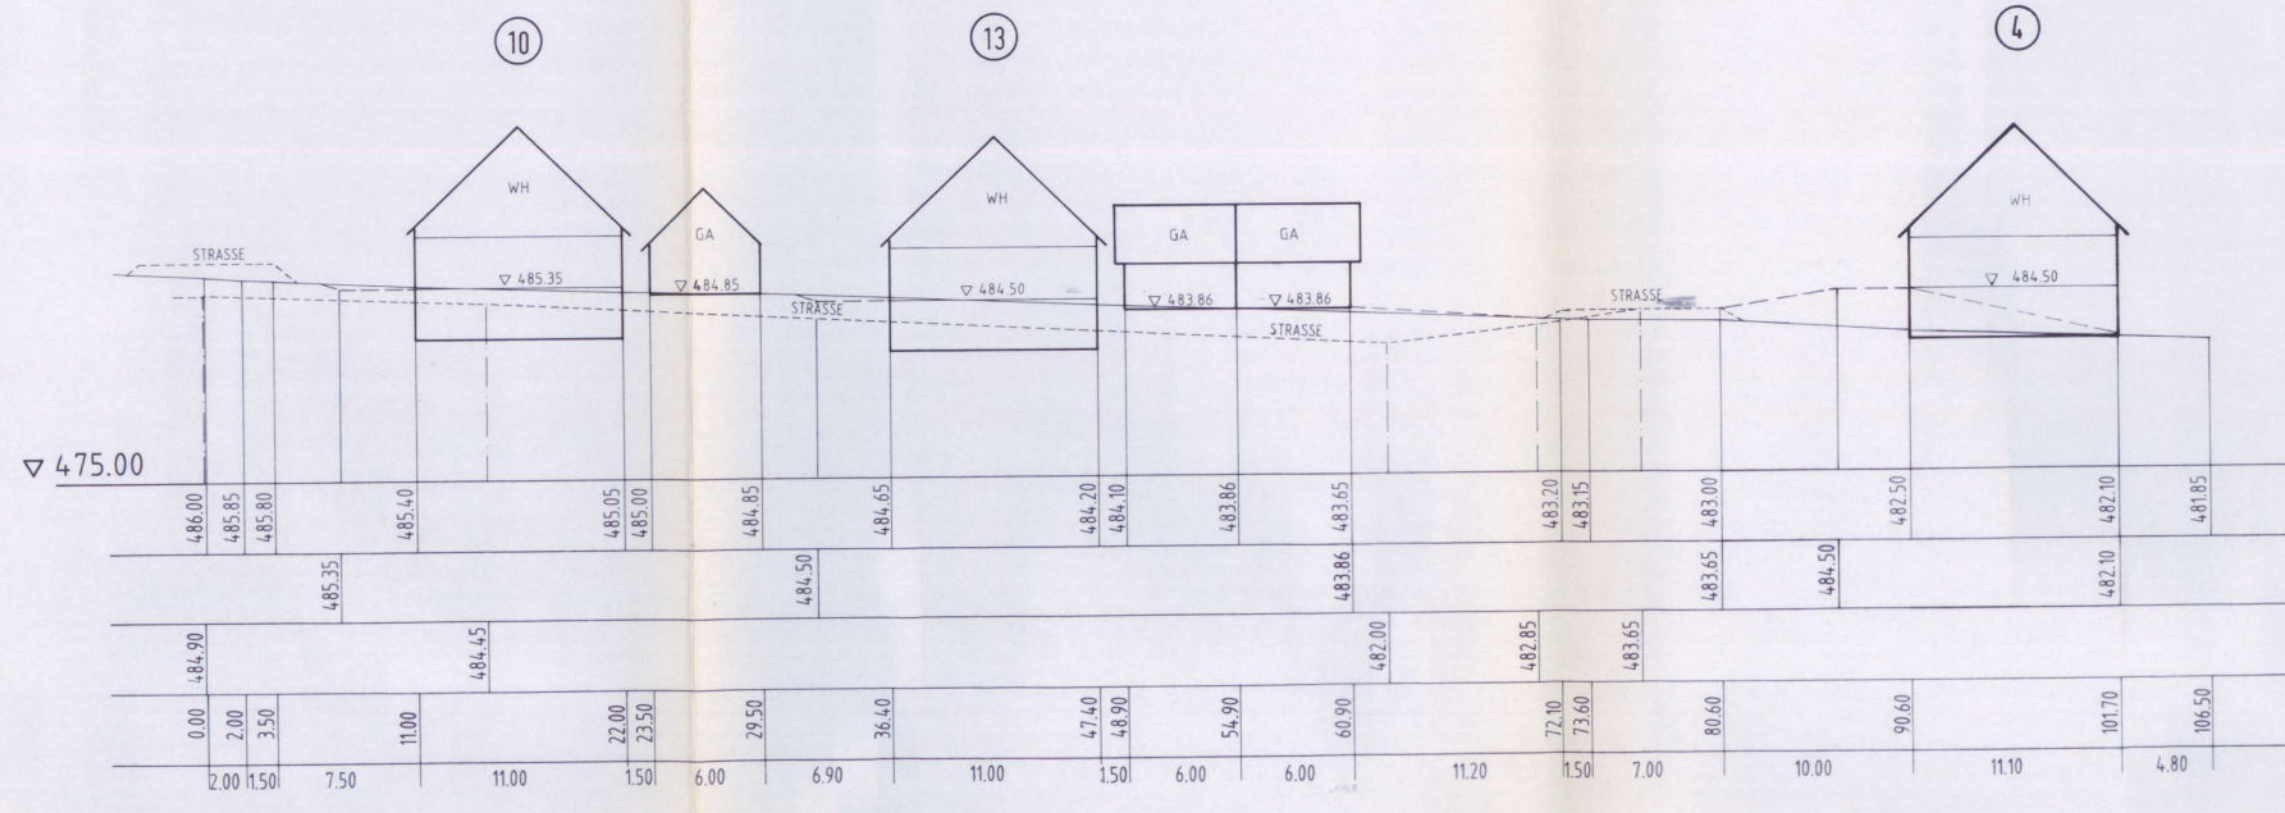 10 13 4
WH WH WH
GA GA GA
STRASSE 485.35 484.85 484.50 483.86 483.86 STRASSE 484.50
STRASSE STRASSE
475.00
486.00 485.85 485.80 485.40 485.05 485.00 484.85 484.65 484.20 484.10 483.86 483.65 483.20 483.15 483.00 482.50 482.10 481.85
485.35 484.50 483.86 483.65 484.50 482.10
484.90 484.45 482.00 482.85 483.65
0.00 2.00 3.50 11.00 22.00 23.50 29.50 36.40 47.40 48.90 54.90 60.90 72.10 73.60 80.60 90.60 101.70 106.50
2.00 1.50 7.50 11.00 1.50 6.00 6.90 11.00 1.50 6.00 6.00 11.20 1.50 7.00 10.00 11.10 4.80